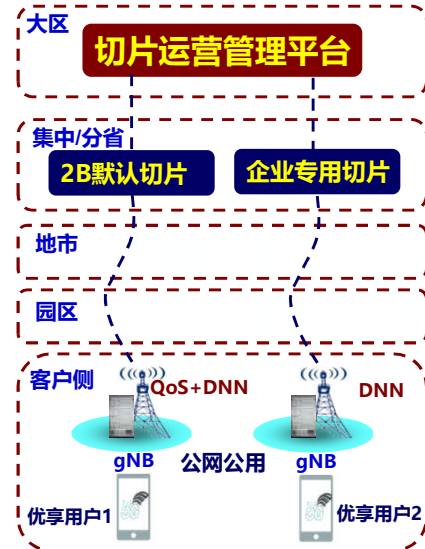 大区
切片运营管理平台
集中/分省
2B默认切片
企业专用切片
地市
园区
客户侧
QoS+DNN
DNN
gNB
公网公用
gNB
优享用户1
优享用户2